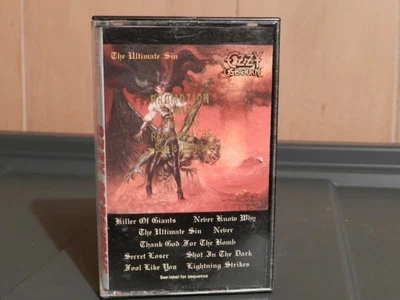 The Ultimate Sin
OZZY
OSBOURNE
PROMOTION
Killer Of Giants Never Know Why
The Ultimate Sin Never
Thank God For The Bomb
Secret Loser Shot In The Dark
Fool Like You Lightning Strikes
See label for sequence